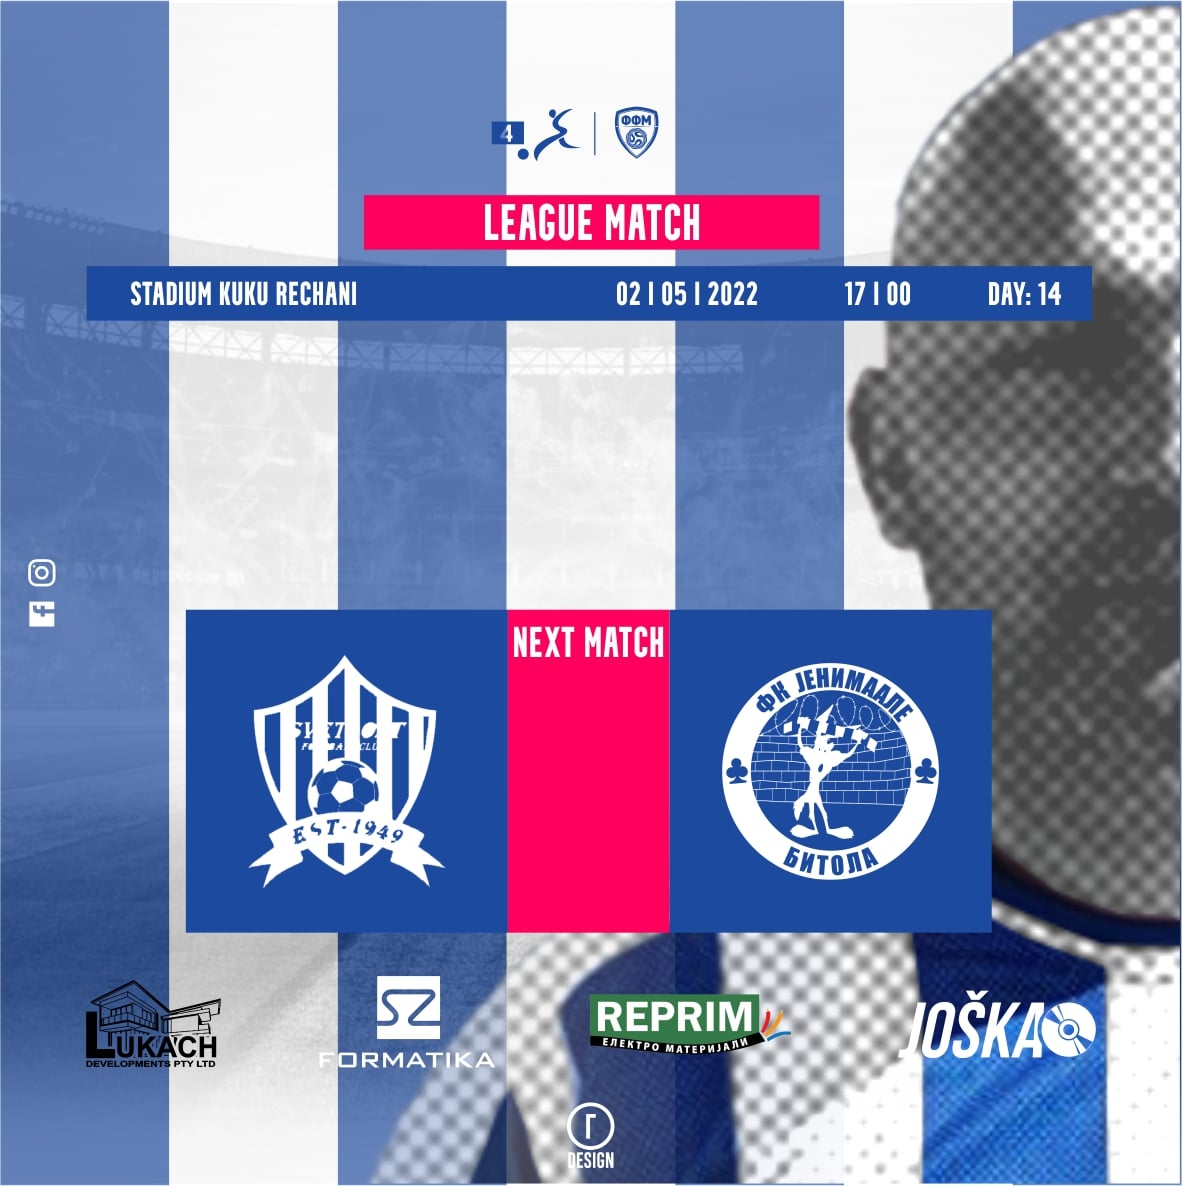 4
ФФМ
LEAGUE MATCH
STADIUM KUKU RECHANI 02 | 05 | 2022 17 | 00 DAY: 14
NEXT MATCH
EST-1949
ФК ЈЕНИМААЛЕ
БИТОЛА
LUKACH
DEVELOPMENTS PTY LTD
SZ
FORMATIKA
REPRIM
ЕЛЕКТРО МАТЕРИЈАЛИ
JOŠKA
r
DESIGN